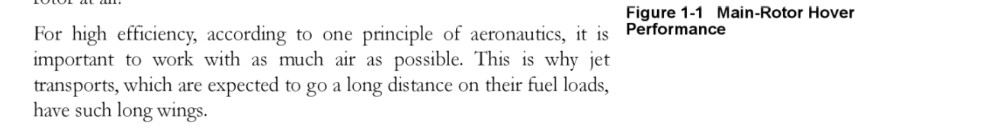 For high efficiency, according to one principle of aeronautics, it is
important to work with as much air as possible. This is why jet
transports, which are expected to go a long distance on their fuel loads,
have such long wings.
Figure 1-1 Main-Rotor Hover
Performance